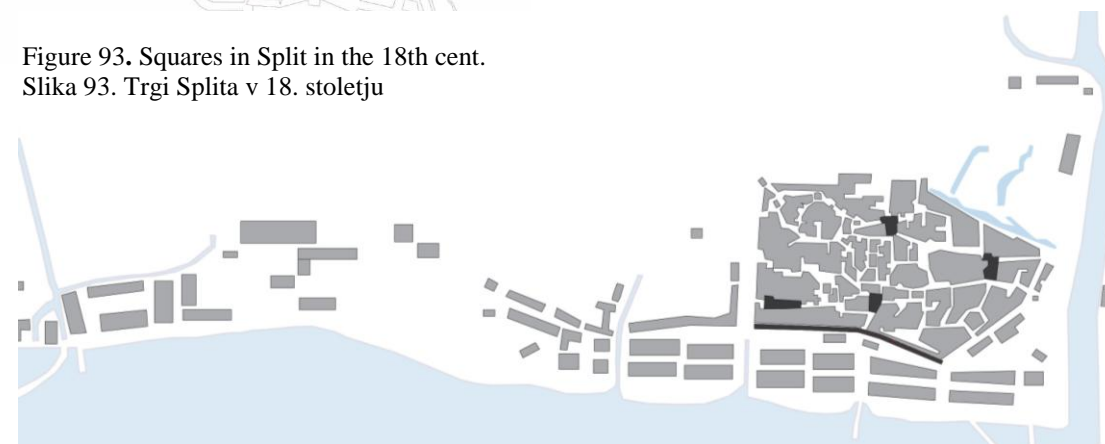 Figure 93. Squares in Split in the 18th cent.
Slika 93. Trgi Splita v 18. stoletju